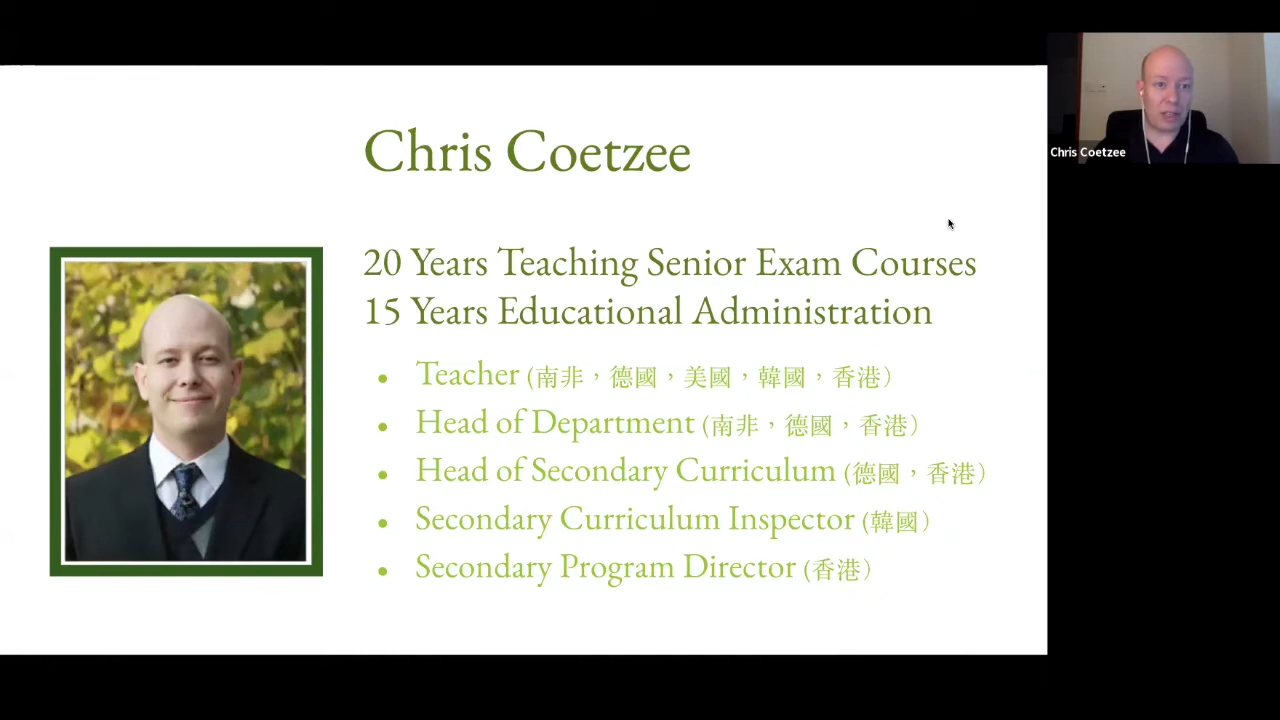 Chris Coetzee
20 Years Teaching Senior Exam Courses
15 Years Educational Administration
• Teacher (南非，德國，美國，韓國，香港）
• Head of Department (南非，德國，香港）
• Head of Secondary Curriculum (德國，香港）
• Secondary Curriculum Inspector (韓國）
• Secondary Program Director (香港）
Chris Coetzee